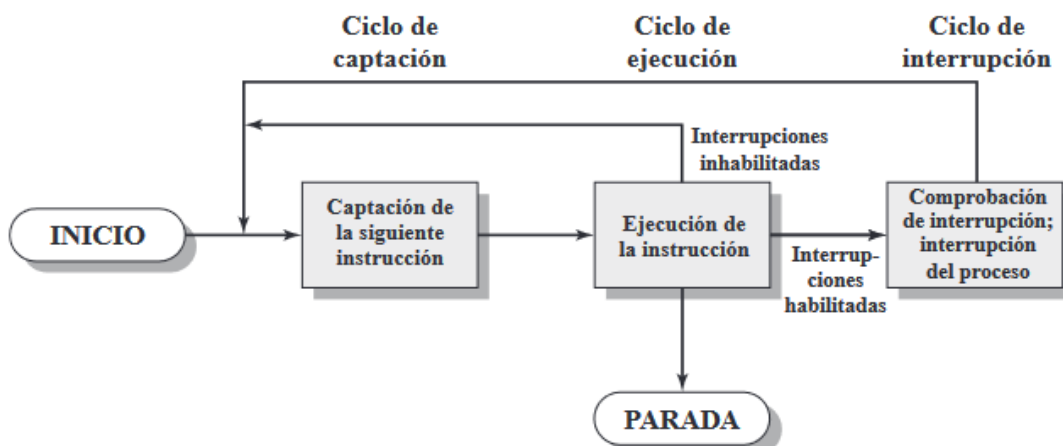 Ciclo de
captación
Ciclo de
ejecución
Ciclo de
interrupción
Interrupciones
inhabilitadas
INICIO
Captación de
la siguiente
instrucción
Ejecución de
la instrucción
Interrup-
ciones
habilitadas
Comprobación
de interrupción;
interrupción
del proceso
PARADA